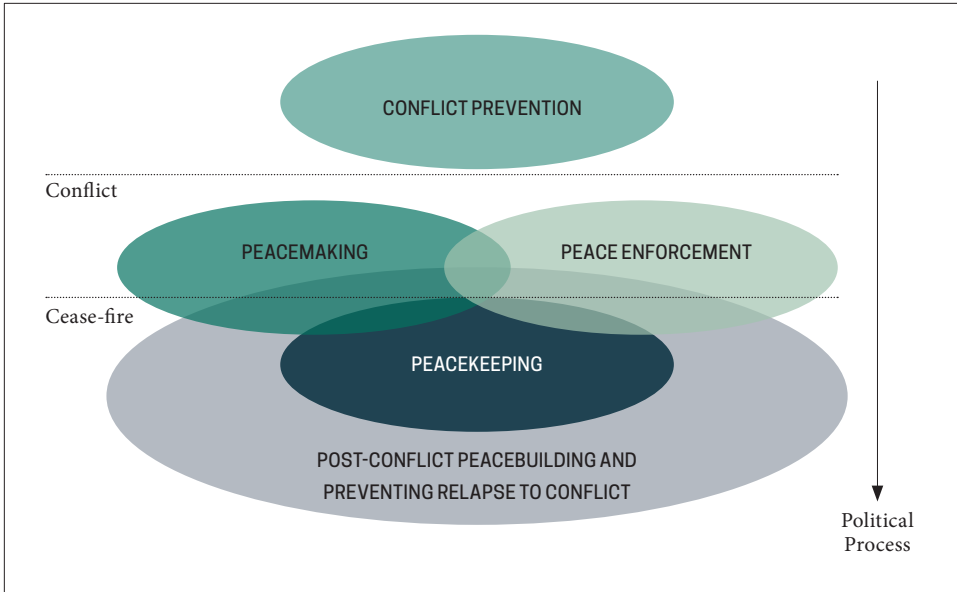 CONFLICT PREVENTION
Conflict
PEACEMAKING
PEACE ENFORCEMENT
Cease-fire
PEACEKEEPING
POST-CONFLICT PEACEBUILDING AND
PREVENTING RELAPSE TO CONFLICT
Political
Process